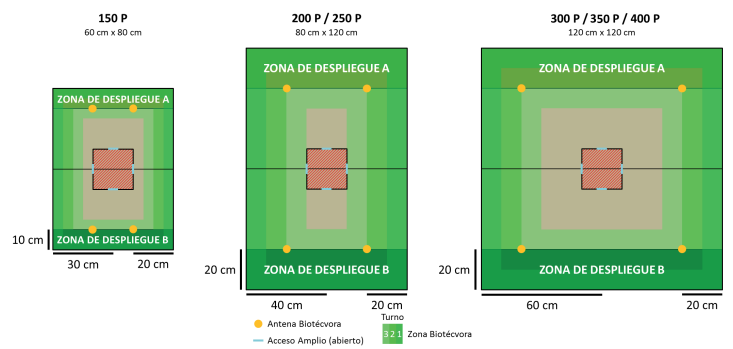 150 P
60 cm x 80 cm
200 P / 250 P
80 cm x 120 cm
300 P / 350 P / 400 P
120 cm x 120 cm
ZONA DE DESPLIEGUE A
ZONA DE DESPLIEGUE A
ZONA DE DESPLIEGUE A
ZONA DE DESPLIEGUE B
ZONA DE DESPLIEGUE B
ZONA DE DESPLIEGUE B
10 cm
30 cm
20 cm
20 cm
40 cm
20 cm
20 cm
60 cm
20 cm
Antena Biotécvora
Acceso Amplio (abierto)
Turno
3 2 1
Zona Biotécvora